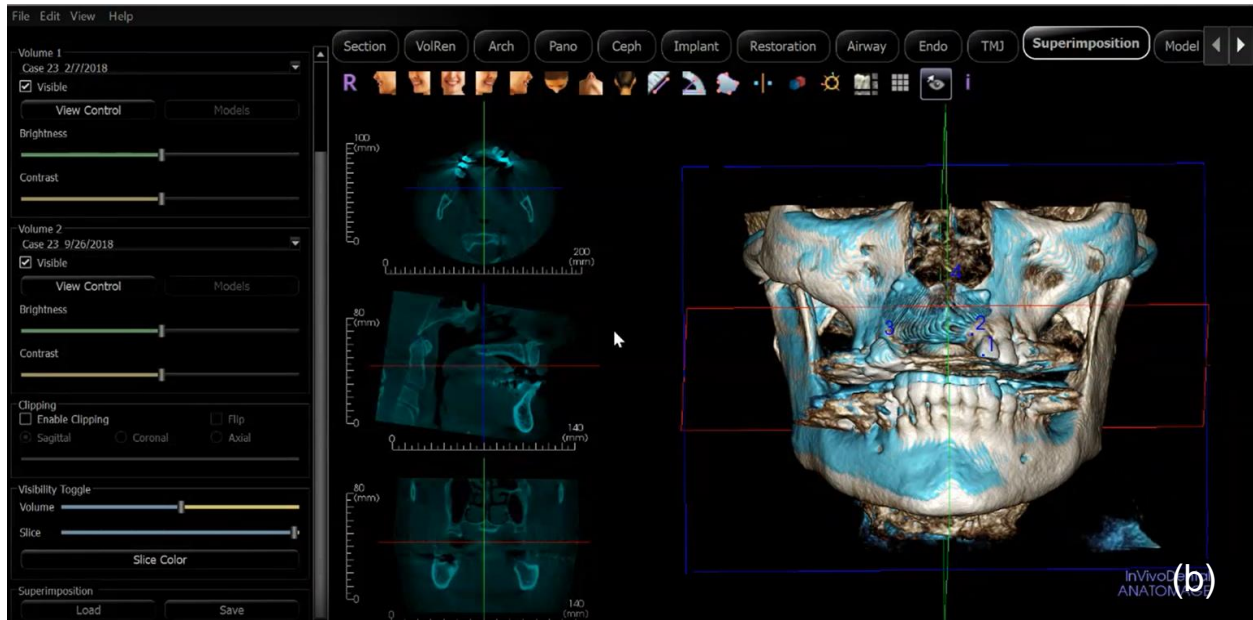 File Edit View Help
Volume 1
Case 23 2/7/2018
Visible
View Control Models
Brightness
Contrast
Volume 2
Case 23 9/26/2018
Visible
View Control Models
Brightness
Contrast
Clipping
Enable Clipping Flip
Sagittal Coronal Axial
Visibility Toggle
Volume
Slice
Slice Color
Superimposition
Load Save
Section VolRen Arch Pano Ceph Implant Restoration Airway Endo TMJ Superimposition Model
R i
100
(mm)
0
200
0 (mm)
80
(mm)
0
140
0 (mm)
80
(mm)
0
140
0 (mm)
4
2
3
1
InVivoDental
ANATOMAGE
(b)